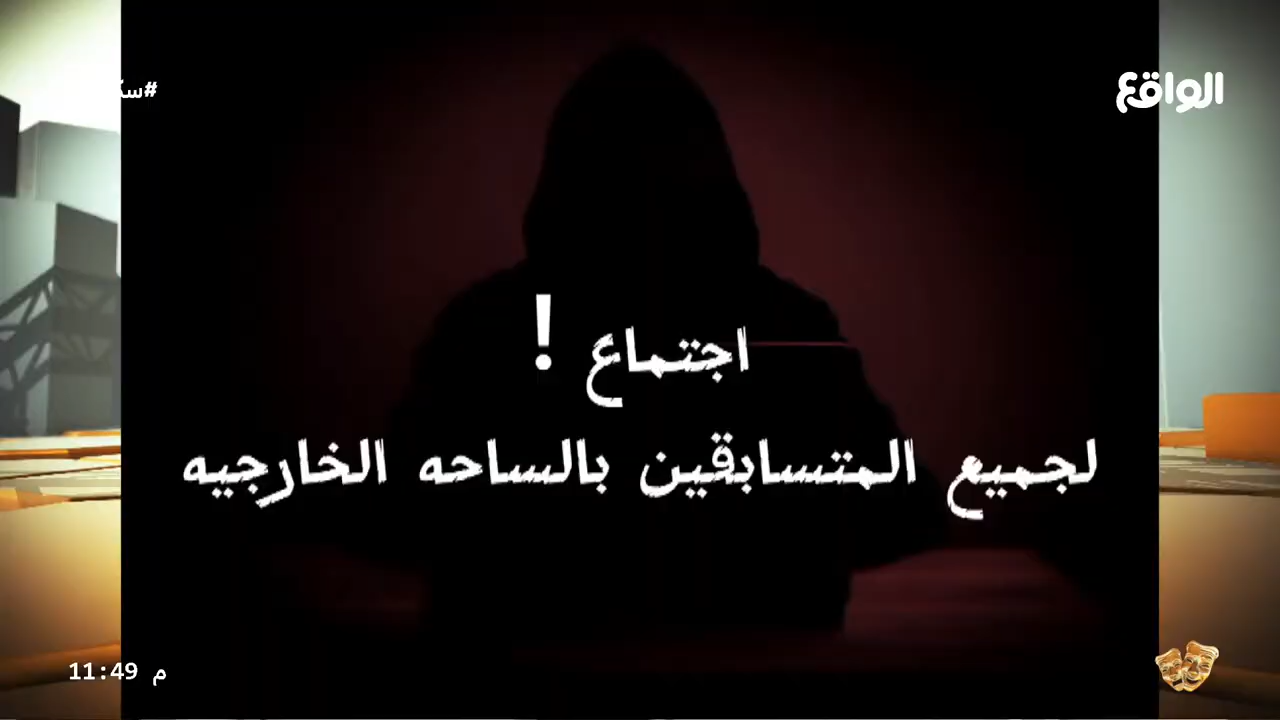 الواقع
اجتماع !
لجميع المتسابقين بالساحه الخارجيه
11:49 م